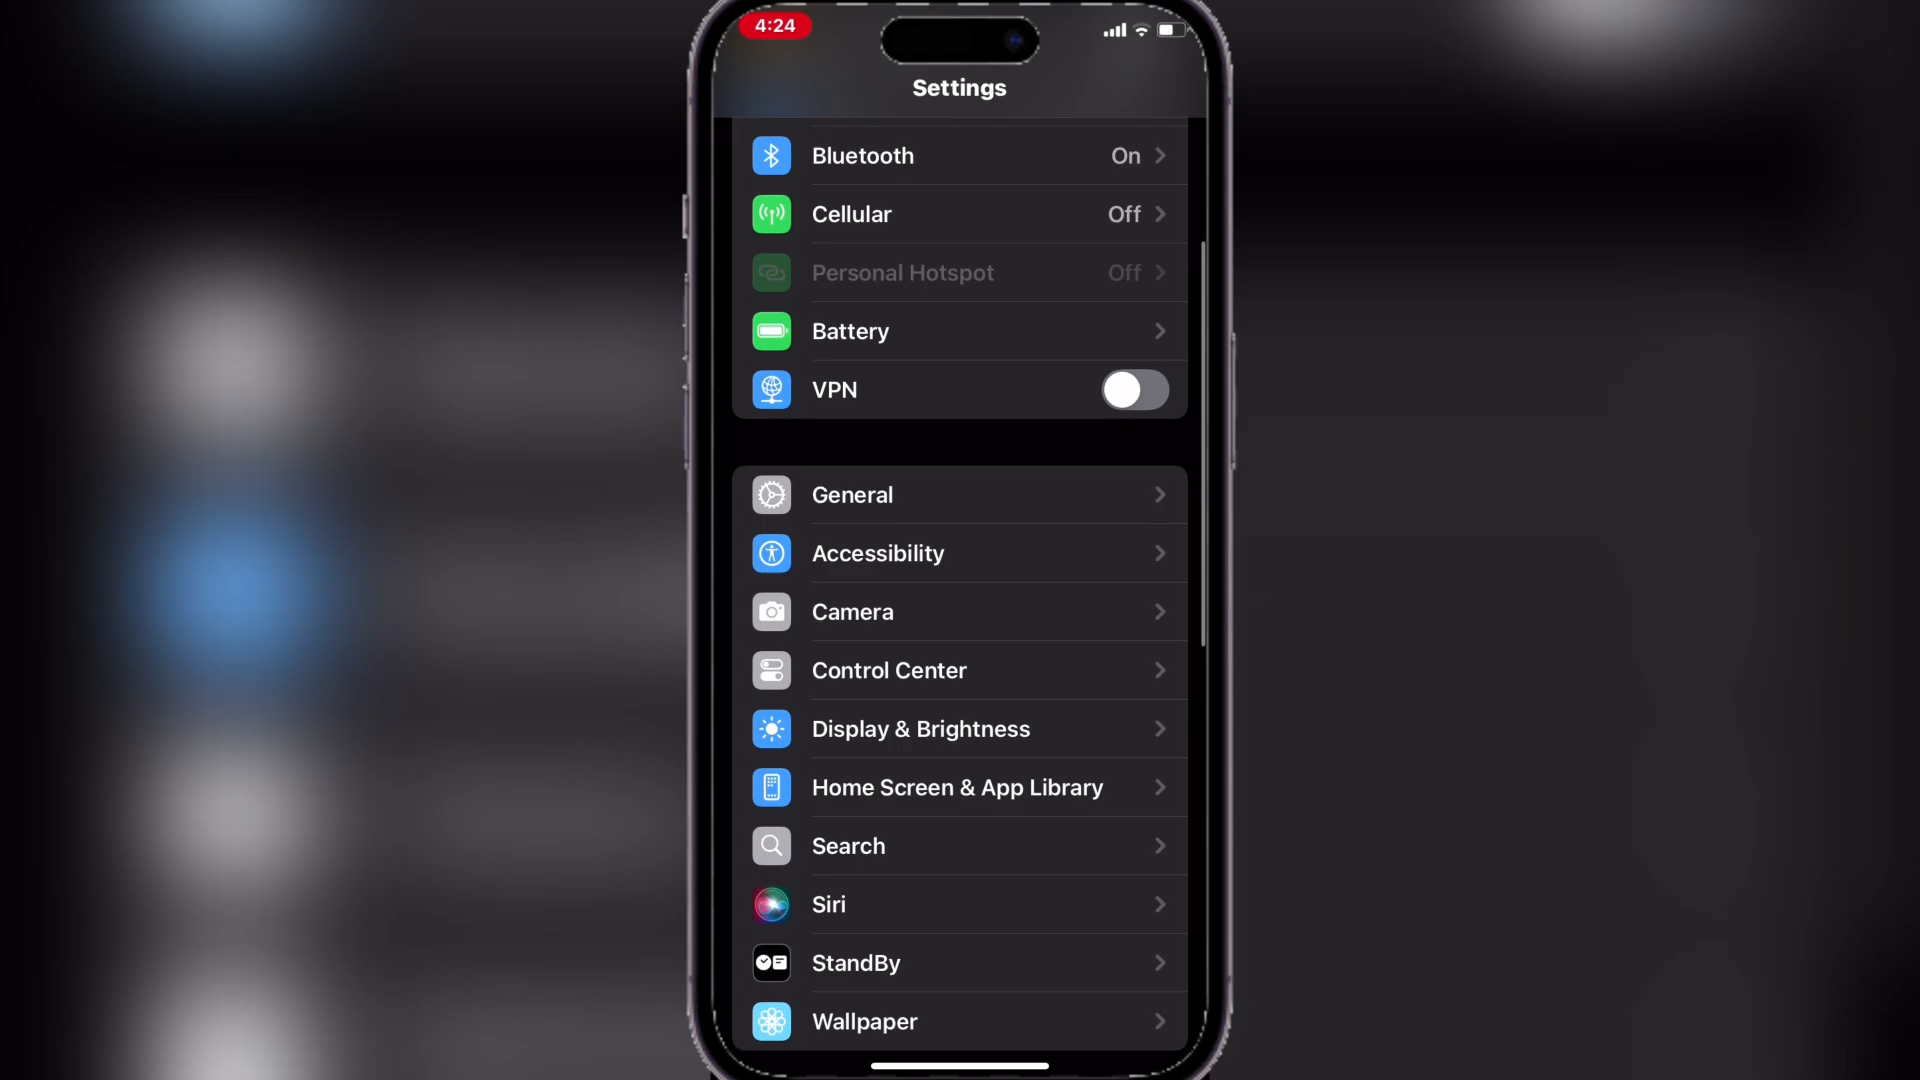 4:24
Settings
Bluetooth On
Cellular Off
Personal Hotspot Off
Battery
VPN
General
Accessibility
Camera
Control Center
Display & Brightness
Home Screen & App Library
Search
Siri
StandBy
Wallpaper